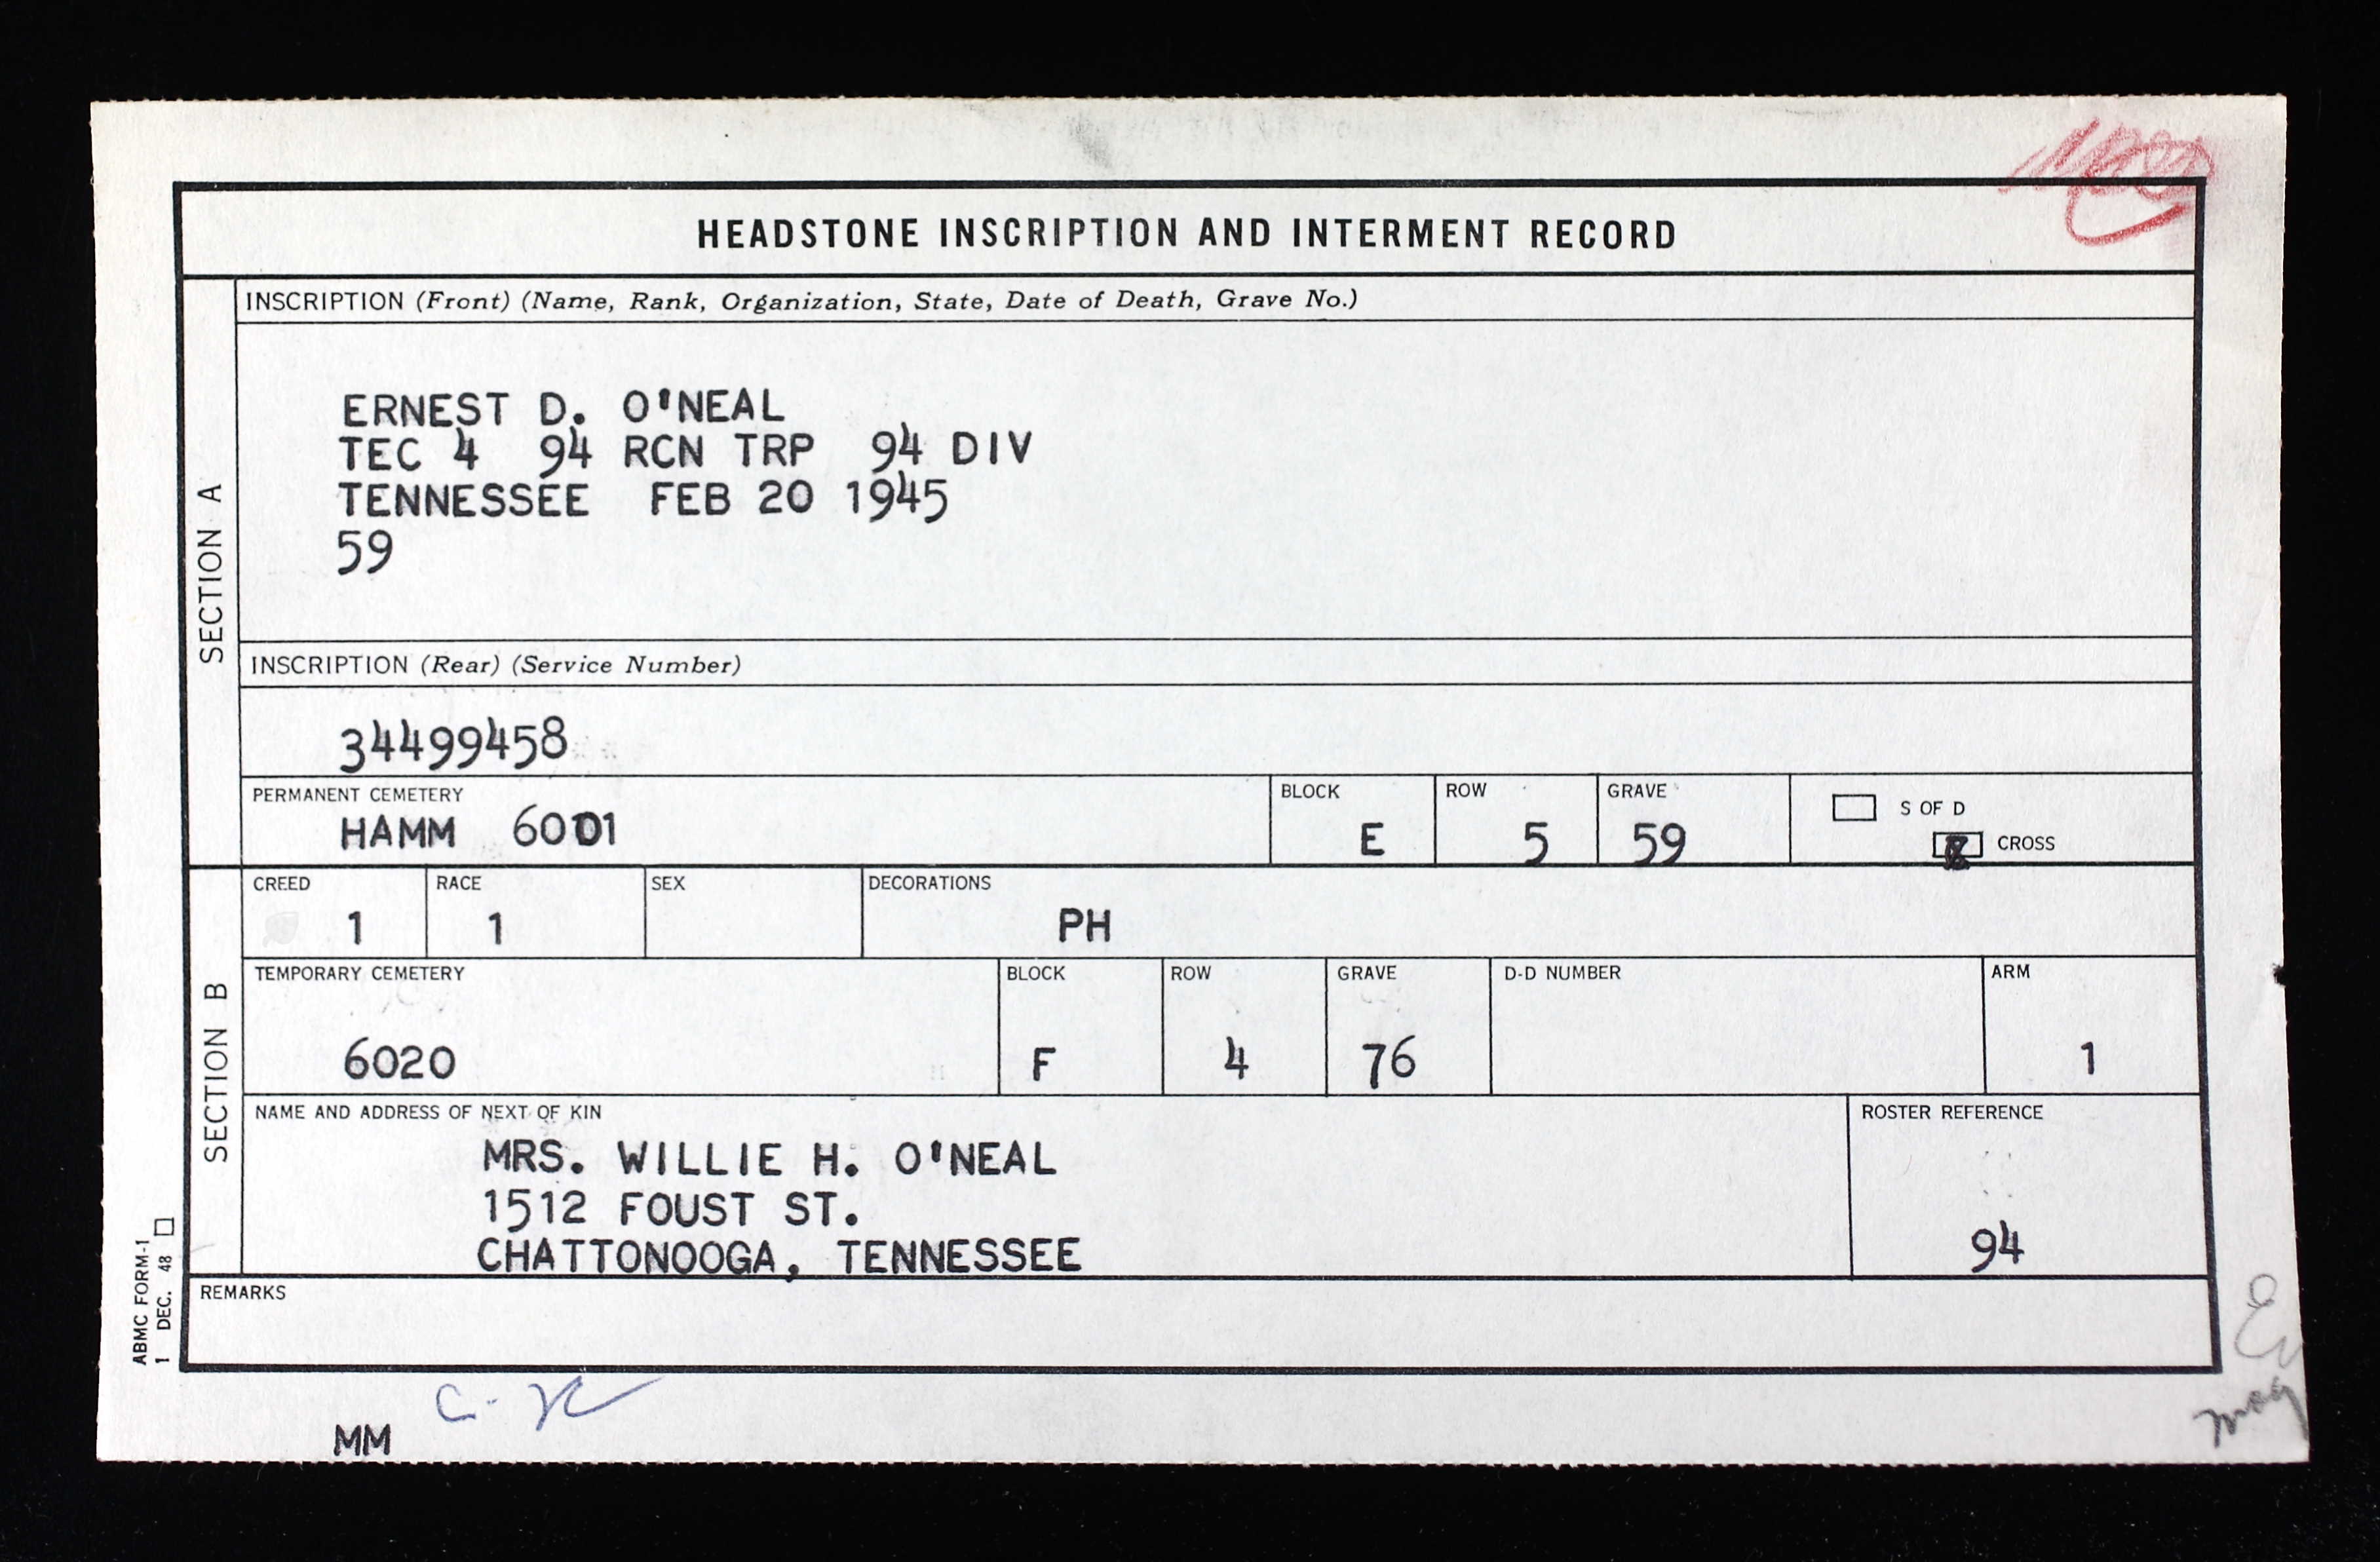 HEADSTONE INSCRIPTION AND INTERMENT RECORD
SECTION A
INSCRIPTION (Front) (Name, Rank, Organization, State, Date of Death, Grave No.)
ERNEST D. O'NEAL
TEC 4 94 RCN TRP 94 DIV
TENNESSEE FEB 20 1945
59
INSCRIPTION (Rear) (Service Number)
34499458
PERMANENT CEMETERY
HAMM 6001
BLOCK
E
ROW
5
GRAVE
59
S OF D
CROSS
SECTION B
CREED
1
RACE
1
SEX
DECORATIONS
PH
TEMPORARY CEMETERY
6020
BLOCK
F
ROW
4
GRAVE
76
D-D NUMBER
ARM
1
NAME AND ADDRESS OF NEXT OF KIN
MRS. WILLIE H. O'NEAL
1512 FOUST ST.
CHATTONOOGA, TENNESSEE
ROSTER REFERENCE
94
REMARKS
ABMC FORM-1
1 DEC. 48
MM